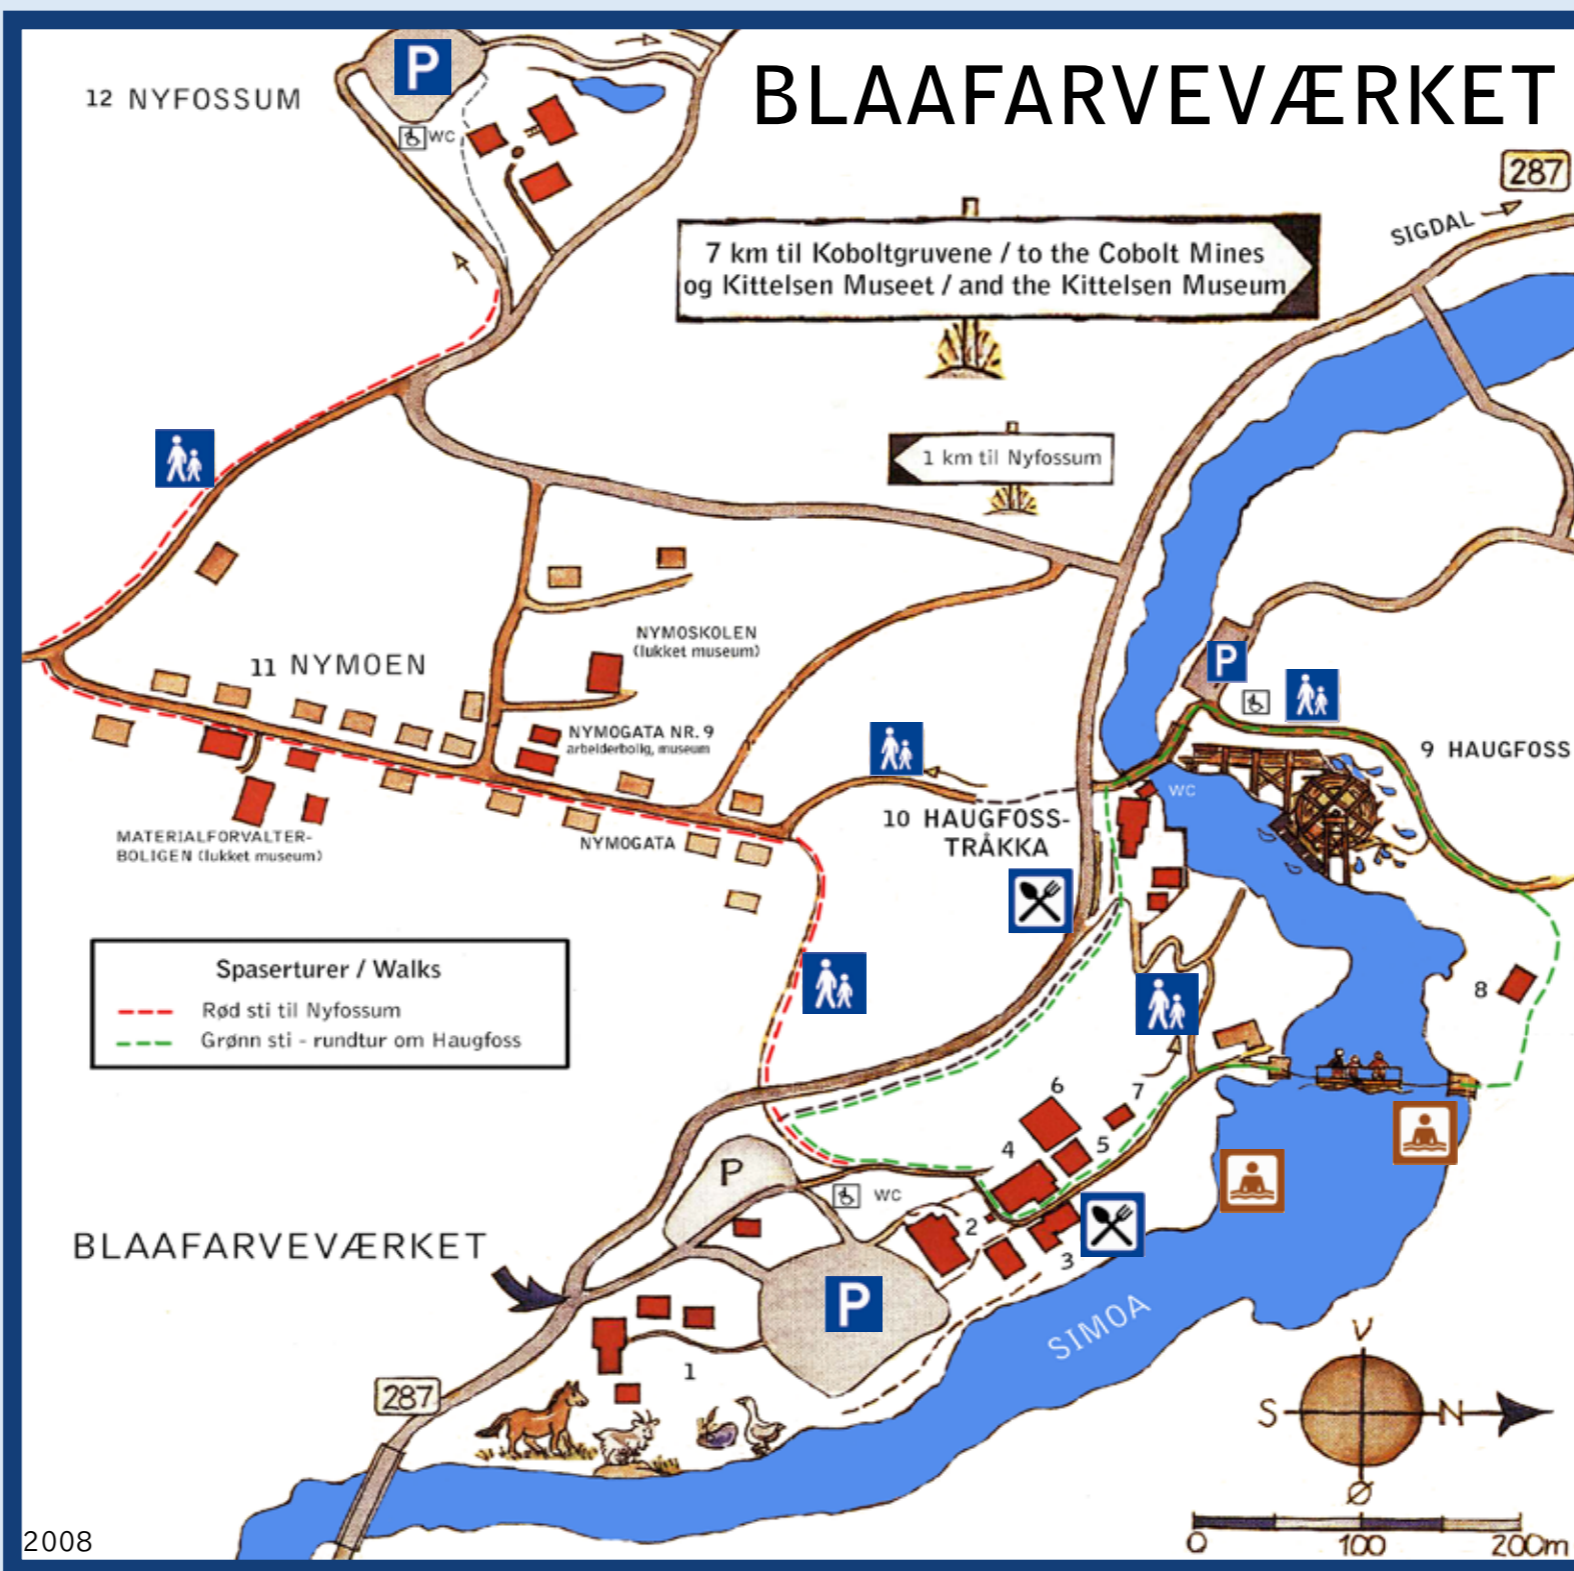 BLAAFARVEVÆRKET
P
12 NYFOSSUM
WC
287
SIGDAL
7 km til Koboltgruvene / to the Cobolt Mines
og Kittelsen Museet / and the Kittelsen Museum
1 km til Nyfossum
NYMOSKOLEN
(lukket museum)
11 NYMOEN
P
NYMOGATA NR. 9
arbeiderbolig, museum
9 HAUGFOSS
WC
10 HAUGFOSS-
TRÅKKA
MATERIALFORVALTER-
BOLIGEN (lukket museum)
NYMOGATA
Spaserturer / Walks
Rød sti til Nyfossum
Grønn sti - rundtur om Haugfoss
8
6
7
4
5
P
WC
2
3
BLAAFARVEVÆRKET
P
SIMOA
1
287
V
S
N
Ø
0 100 200m
2008